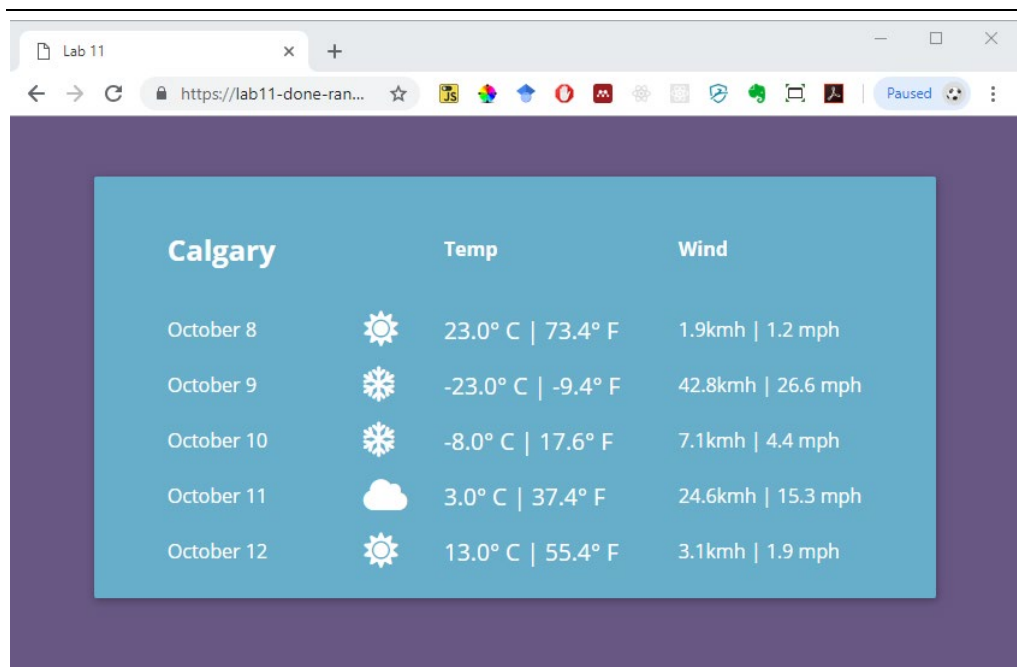 Lab 11
https://lab11-done-ran...
JS
Paused
Calgary Temp Wind
October 8 23.0° C | 73.4° F 1.9kmh | 1.2 mph
October 9 -23.0° C | -9.4° F 42.8kmh | 26.6 mph
October 10 -8.0° C | 17.6° F 7.1kmh | 4.4 mph
October 11 3.0° C | 37.4° F 24.6kmh | 15.3 mph
October 12 13.0° C | 55.4° F 3.1kmh | 1.9 mph